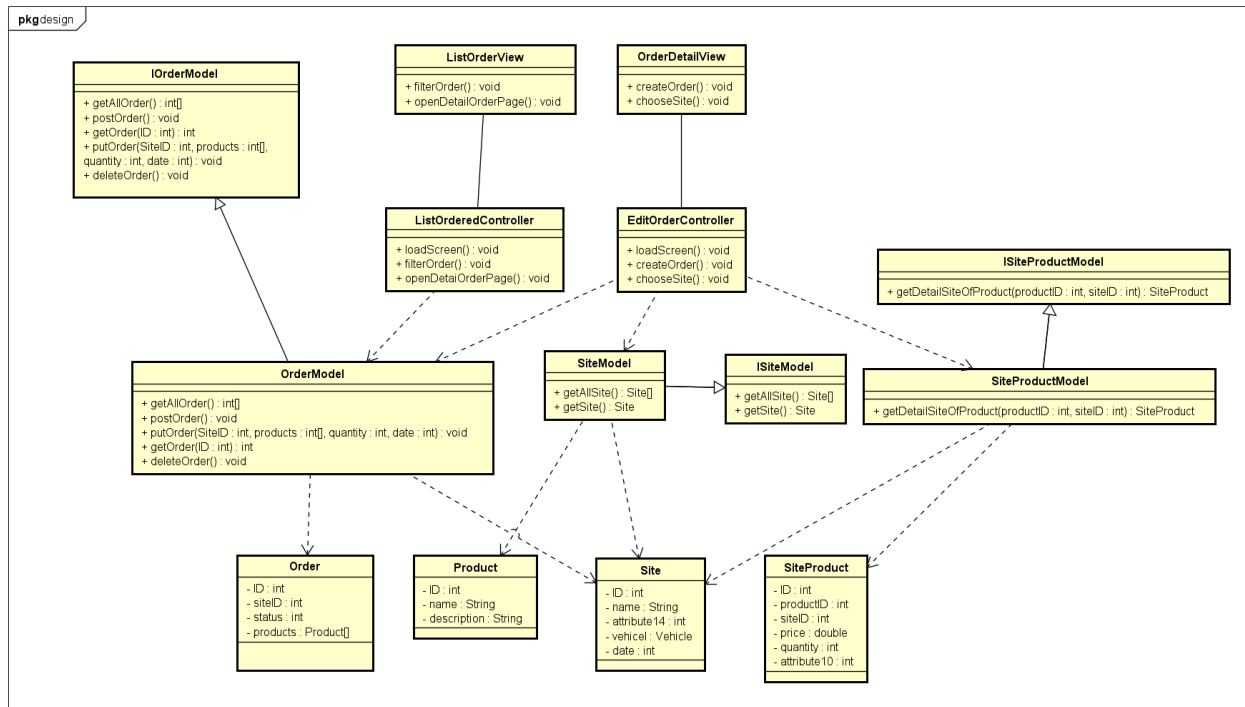 pkg design
IOrderModel
+ getAllOrder() : int[]
+ postOrder() : void
+ getOrder(ID : int) : int
+ putOrder(SiteID : int, products : int[],
quantity : int, date : int) : void
+ deleteOrder() : void
ListOrderView
+ filterOrder() : void
+ openDetailOrderPage() : void
OrderDetailView
+ createOrder() : void
+ chooseSite() : void
ListOrderedController
+ loadScreen() : void
+ filterOrder() : void
+ openDetaiOrderPage() : void
EditOrderController
+ loadScreen() : void
+ createOrder() : void
+ chooseSite() : void
ISiteProductModel
+ getDetailSiteOfProduct(productID : int, siteID : int) : SiteProduct
OrderModel
+ getAllOrder() : int[]
+ postOrder() : void
+ putOrder(SiteID : int, products : int[], quantity : int, date : int) : void
+ getOrder(ID : int) : int
+ deleteOrder() : void
SiteModel
+ getAllSite() : Site[]
+ getSite() : Site
ISiteModel
+ getAllSite() : Site[]
+ getSite() : Site
SiteProductModel
+ getDetailSiteOfProduct(productID : int, siteID : int) : SiteProduct
Order
- ID : int
- siteID : int
- status : int
- products : Product[]
Product
- ID : int
- name : String
- description : String
Site
- ID : int
- name : String
- attribute14 : int
- vehicel : Vehicle
- date : int
SiteProduct
- ID : int
- productID : int
- siteID : int
- price : double
- quantity : int
- attribute10 : int